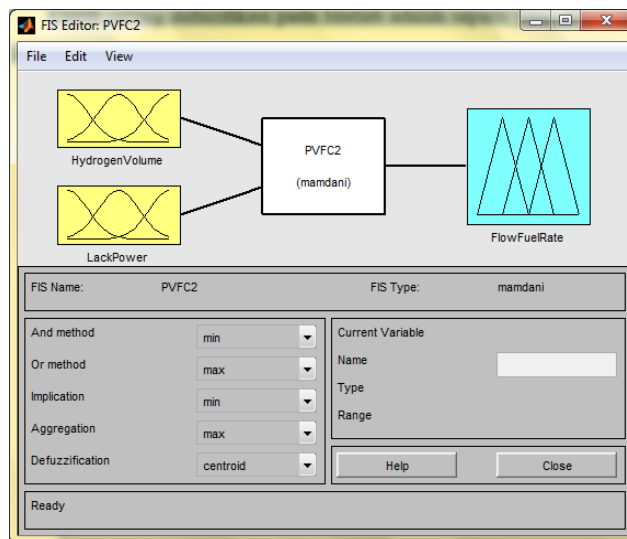 FIS Editor: PVFC2
File Edit View
HydrogenVolume
LackPower
PVFC2
(mamdani)
FlowFuelRate
FIS Name: PVFC2 FIS Type: mamdani
And method min
Or method max
Implication min
Aggregation max
Defuzzification centroid
Current Variable
Name
Type
Range
Help Close
Ready